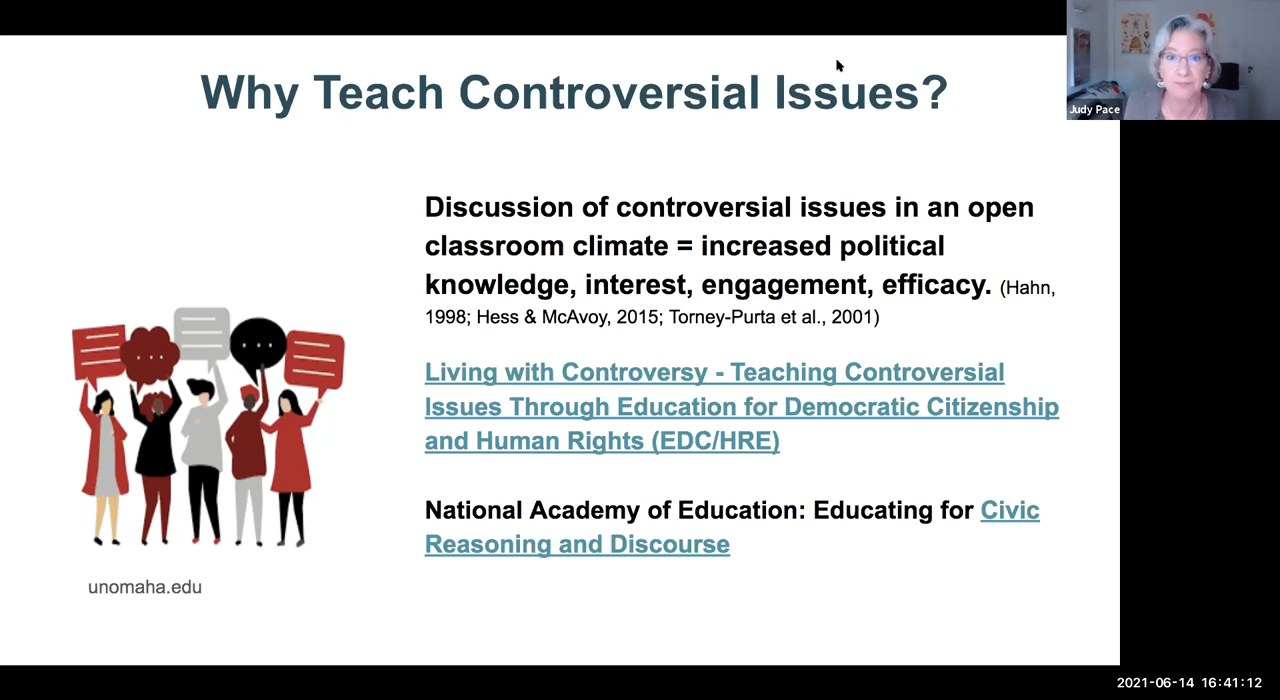 Why Teach Controversial Issues?
Judy Pace
Discussion of controversial issues in an open
classroom climate = increased political
knowledge, interest, engagement, efficacy. (Hahn,
1998; Hess & McAvoy, 2015; Torney-Purta et al., 2001)
Living with Controversy - Teaching Controversial
Issues Through Education for Democratic Citizenship
and Human Rights (EDC/HRE)
National Academy of Education: Educating for Civic
Reasoning and Discourse
unomaha.edu
2021-06-14 16:41:12